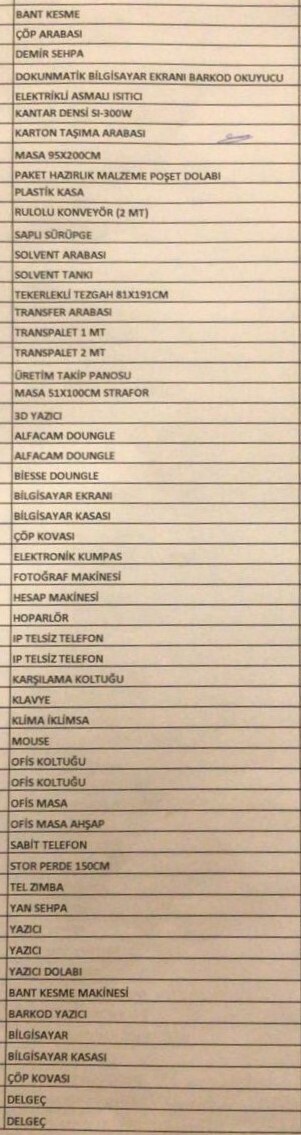 BANT KESME
ÇÖP ARABASI
DEMİR SEHPA
DOKUNMATİK BİLGİSAYAR EKRANI BARKOD OKUYUCU
ELEKTRİKLİ ASMALI ISITICI
KANTAR DENSİ SI-300W
KARTON TAŞIMA ARABASI
MASA 95X200CM
PAKET HAZIRLIK MALZEME POŞET DOLABI
PLASTİK KASA
RULOLU KONVEYÖR (2 MT)
SAPLI SÜRÜPGE
SOLVENT ARABASI
SOLVENT TANKI
TEKERLEKLİ TEZGAH 81X191CM
TRANSFER ARABASI
TRANSPALET 1 MT
TRANSPALET 2 MT
ÜRETİM TAKİP PANOSU
MASA 51X100CM STRAFOR
3D YAZICI
ALFACAM DOUNGLE
ALFACAM DOUNGLE
BİESSE DOUNGLE
BİLGİSAYAR EKRANI
BİLGİSAYAR KASASI
ÇÖP KOVASI
ELEKTRONİK KUMPAS
FOTOĞRAF MAKİNESİ
HESAP MAKİNESİ
HOPARLÖR
IP TELSİZ TELEFON
IP TELSİZ TELEFON
KARŞILAMA KOLTUĞU
KLAVYE
KLİMA İKLİMSA
MOUSE
OFİS KOLTUĞU
OFİS KOLTUĞU
OFİS MASA
OFİS MASA AHŞAP
SABİT TELEFON
STOR PERDE 150CM
TEL ZIMBA
YAN SEHPA
YAZICI
YAZICI
YAZICI DOLABI
BANT KESME MAKİNESİ
BARKOD YAZICI
BİLGİSAYAR
BİLGİSAYAR KASASI
ÇÖP KOVASI
DELGEÇ
DELGEÇ